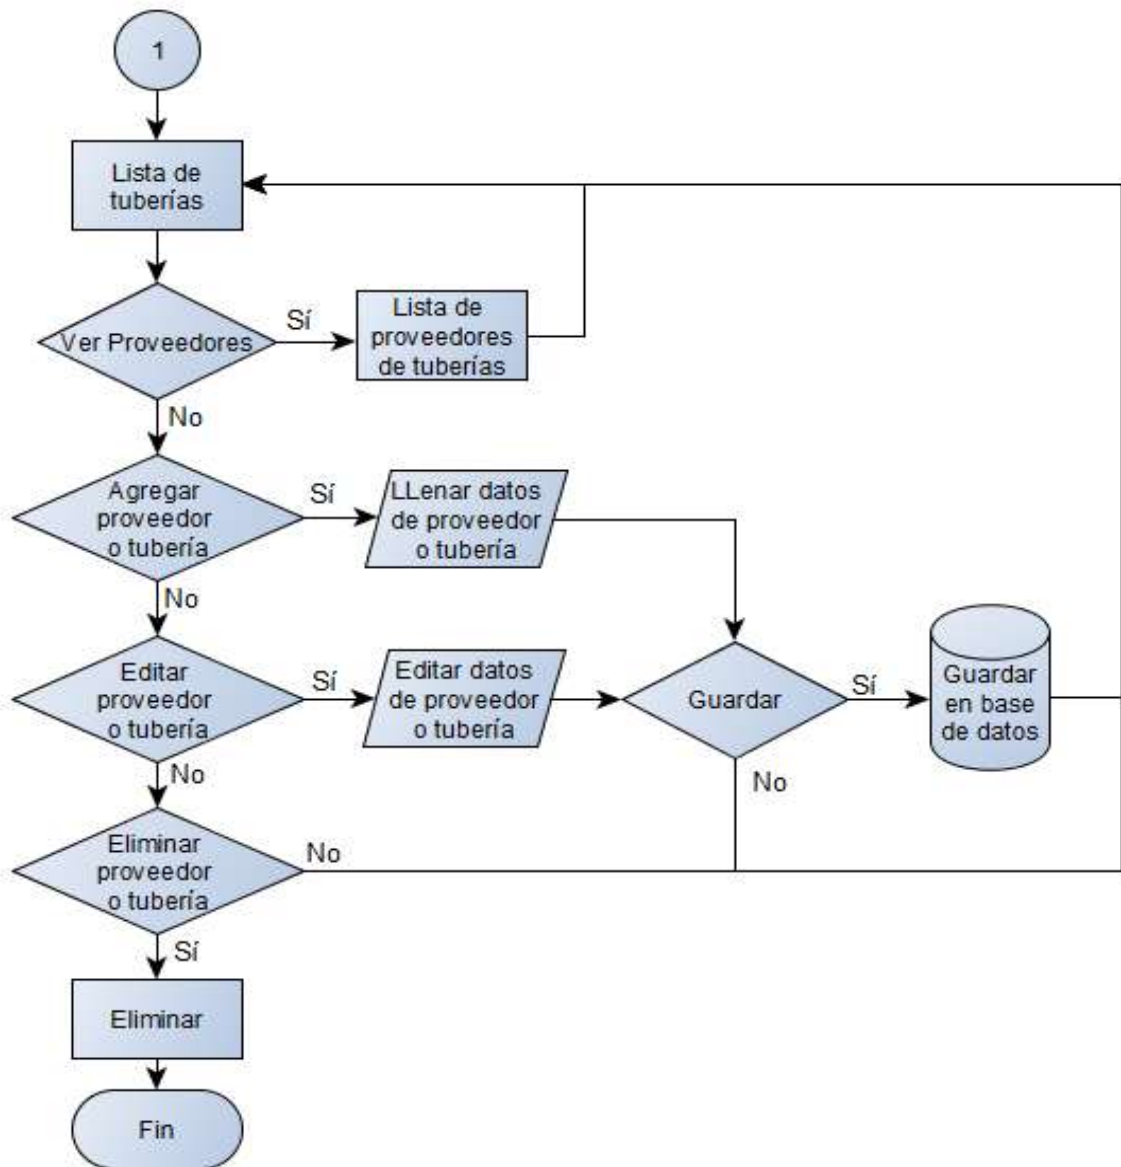 1
Lista de
tuberías
Ver Proveedores
Sí
Lista de
proveedores
de tuberías
No
Agregar
proveedor
o tubería
Sí
LLenar datos
de proveedor
o tubería
No
Editar
proveedor
o tubería
Sí
Editar datos
de proveedor
o tubería
Guardar
Sí
Guardar
en base
de datos
No
No
Eliminar
proveedor
o tubería
No
Sí
Eliminar
Fin